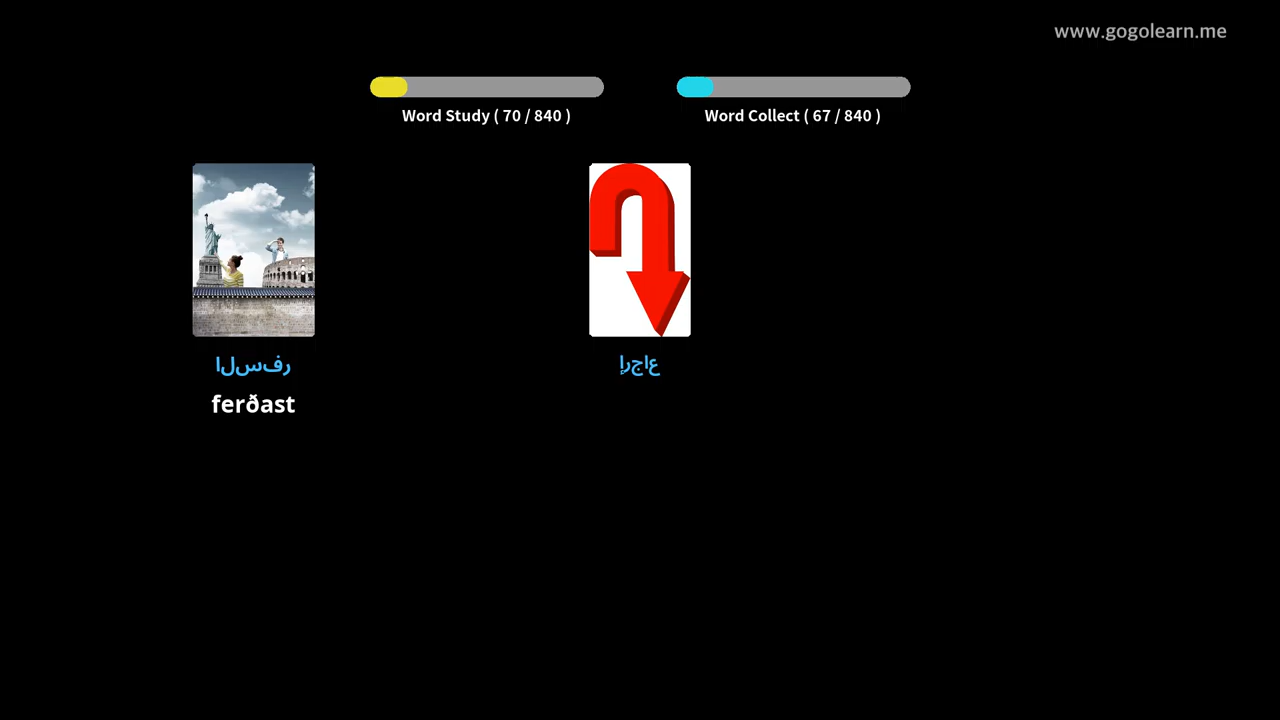 www.gogolearn.me
Word Study ( 70 / 840 )
Word Collect ( 67 / 840 )
السفر
إرجاع
ferðast